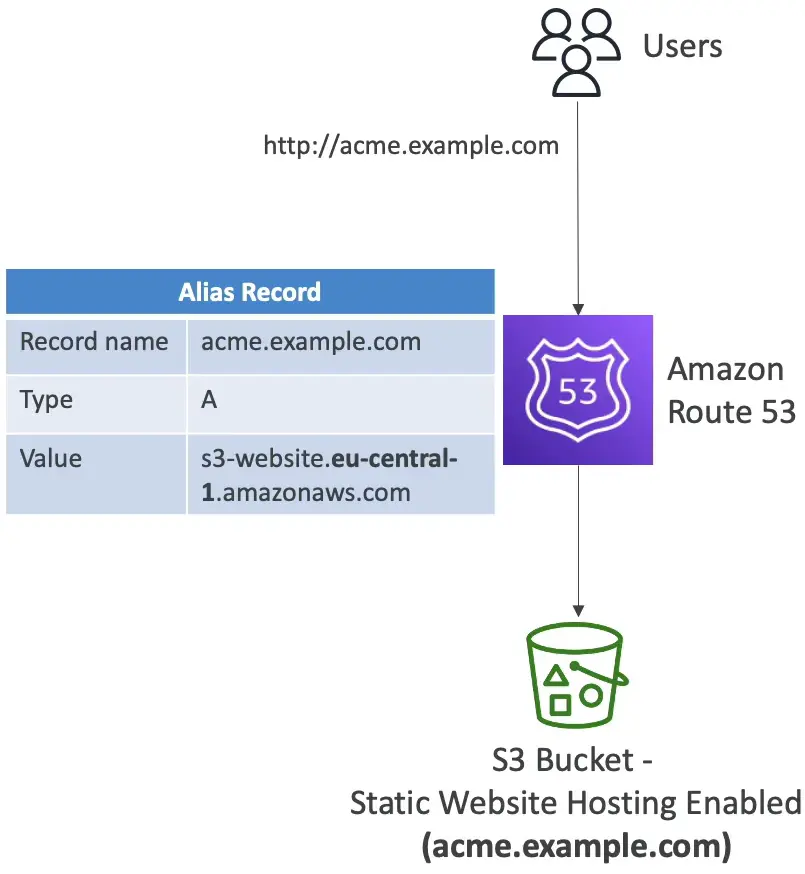 Users
http://acme.example.com
Alias Record
Record name acme.example.com
Type A
Value s3-website.eu-central-
1.amazonaws.com
53
Amazon
Route 53
S3 Bucket -
Static Website Hosting Enabled
(acme.example.com)